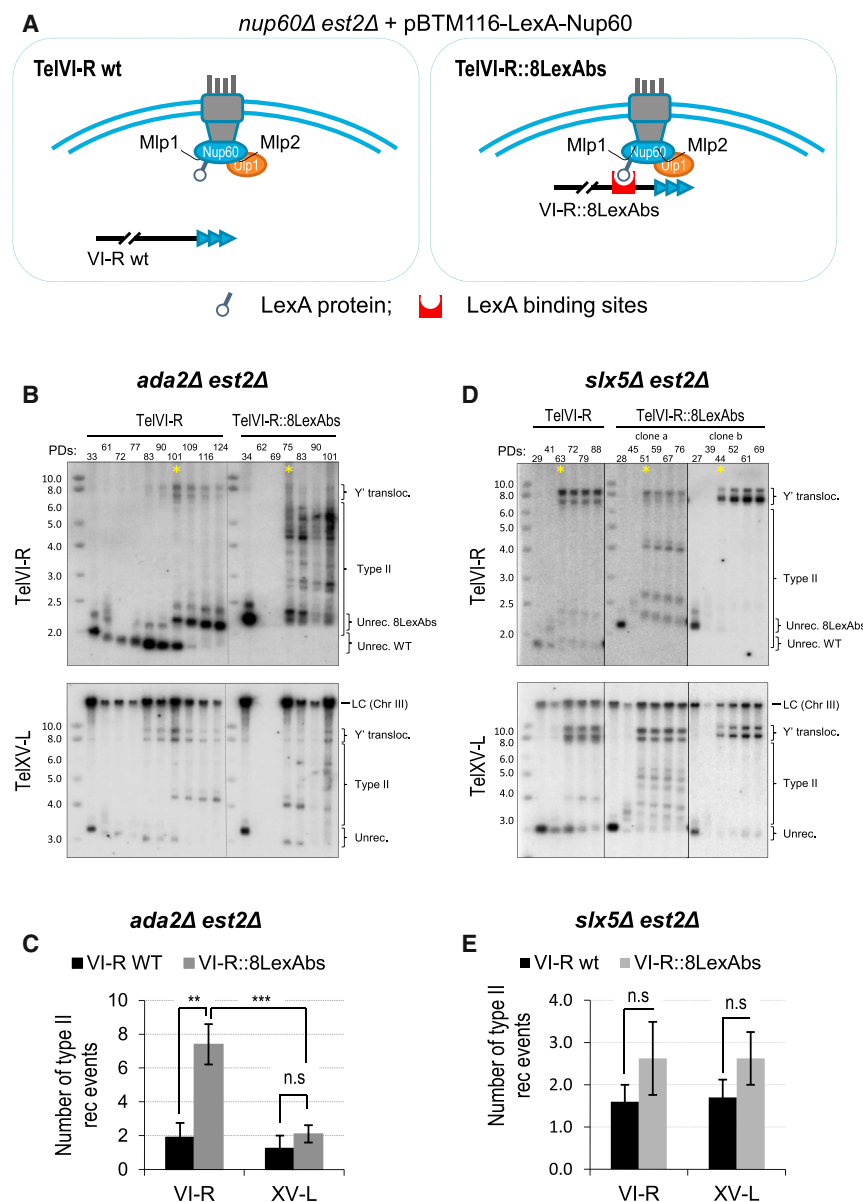 A
nup60Δ est2Δ + pBTM116-LexA-Nup60
TelVI-R wt
Mlp1
Nup60
Mlp2
Ulp1
VI-R wt
TelVI-R::8LexAbs
Mlp1
Nup60
Mlp2
Ulp1
VI-R::8LexAbs
LexA protein;
LexA binding sites
B
ada2Δ est2Δ
TelVI-R
TelVI-R::8LexAbs
PDs:
61 77 90 109 124 62 75 90
33 72 83 101 116 34 69 83 101
* *
TelVI-R
10.0
8.0
6.0
5.0
4.0
3.0
2.5
2.0
Y' transloc.
Type II
Unrec. 8LexAbs
Unrec. WT
TelXV-L
10.0
8.0
6.0
5.0
4.0
3.0
LC (Chr III)
Y' transloc.
Type II
Unrec.
D
slx5Δ est2Δ
TelVI-R
TelVI-R::8LexAbs
clone a
clone b
PDs:
41 72 88 45 59 76 39 52 69
29 63 79 28 51 67 27 44 61
* * *
TelVI-R
10.0
8.0
6.0
5.0
4.0
3.0
2.5
2.0
Y' transloc.
Type II
Unrec. 8LexAbs
Unrec. WT
TelXV-L
10.0
8.0
6.0
5.0
4.0
3.0
LC (Chr III)
Y' transloc.
Type II
Unrec.
C
ada2Δ est2Δ
VI-R WT
VI-R::8LexAbs
Number of type II
rec events
10
8
6
4
2
0
**
***
n.s
VI-R
XV-L
E
slx5Δ est2Δ
VI-R wt
VI-R::8LexAbs
Number of type II
rec events
4.0
3.0
2.0
1.0
0.0
n.s
n.s
VI-R
XV-L